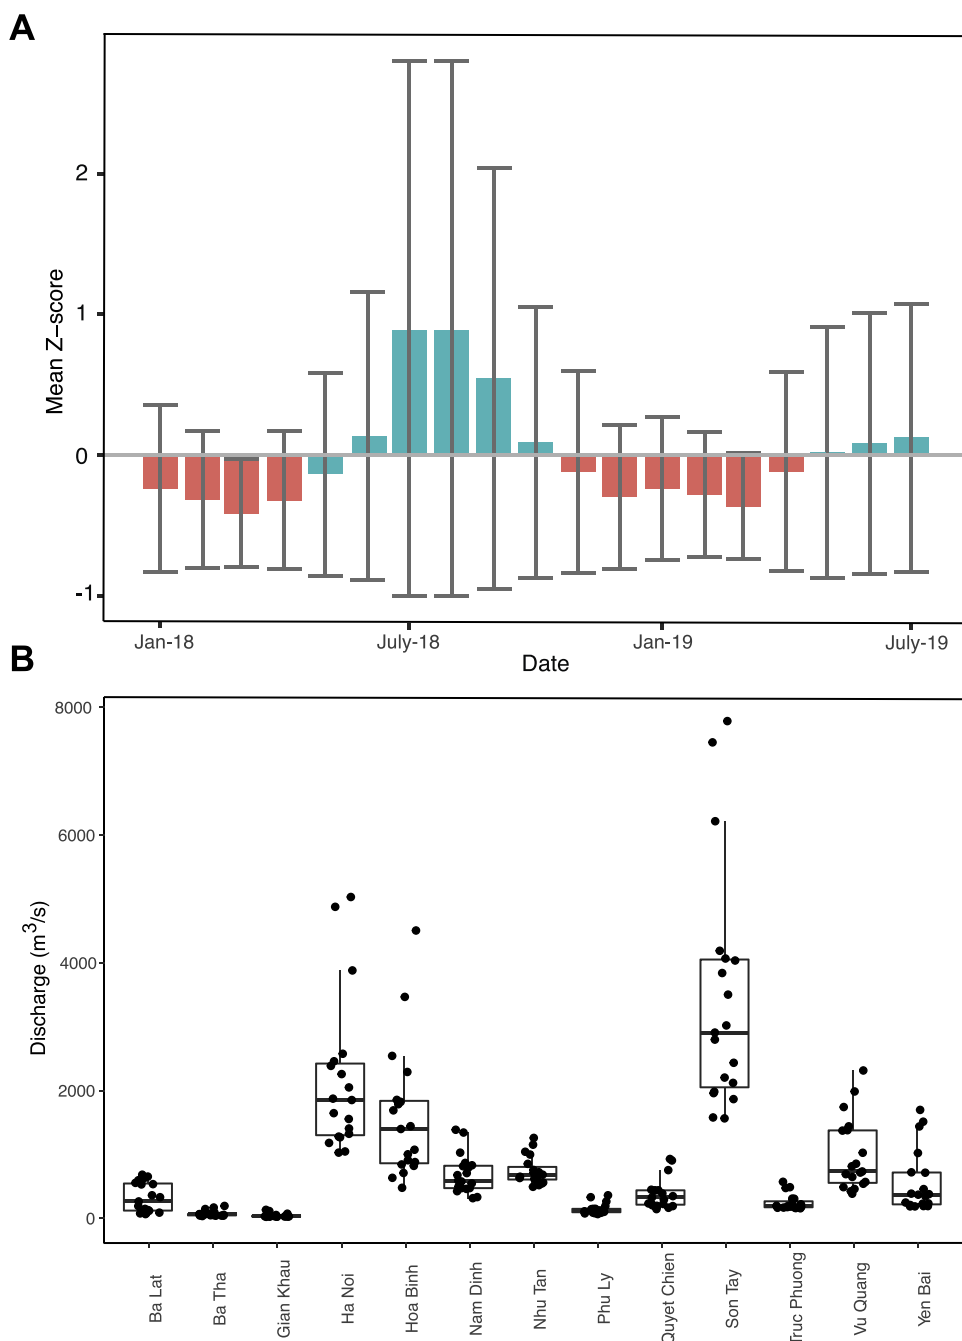 A
Mean Z-score
2
1
0
-1
Jan-18
July-18
Jan-19
July-19
Date
B
Discharge (m³/s)
8000
6000
4000
2000
0
Ba Lat
Ba Tha
Gian Khau
Ha Noi
Hoa Binh
Nam Dinh
Nhu Tan
Phu Ly
Quyet Chien
Son Tay
Truc Phuong
Vu Quang
Yen Bai